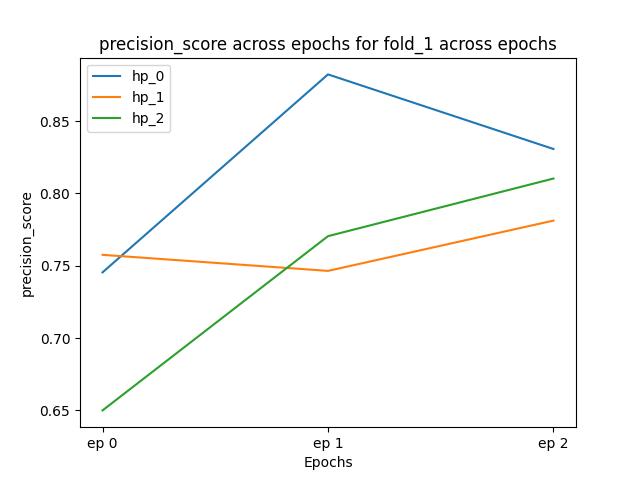 precision_score across epochs for fold_1 across epochs
hp_0
hp_1
hp_2
precision_score
0.85
0.80
0.75
0.70
0.65
ep 0
ep 1
ep 2
Epochs